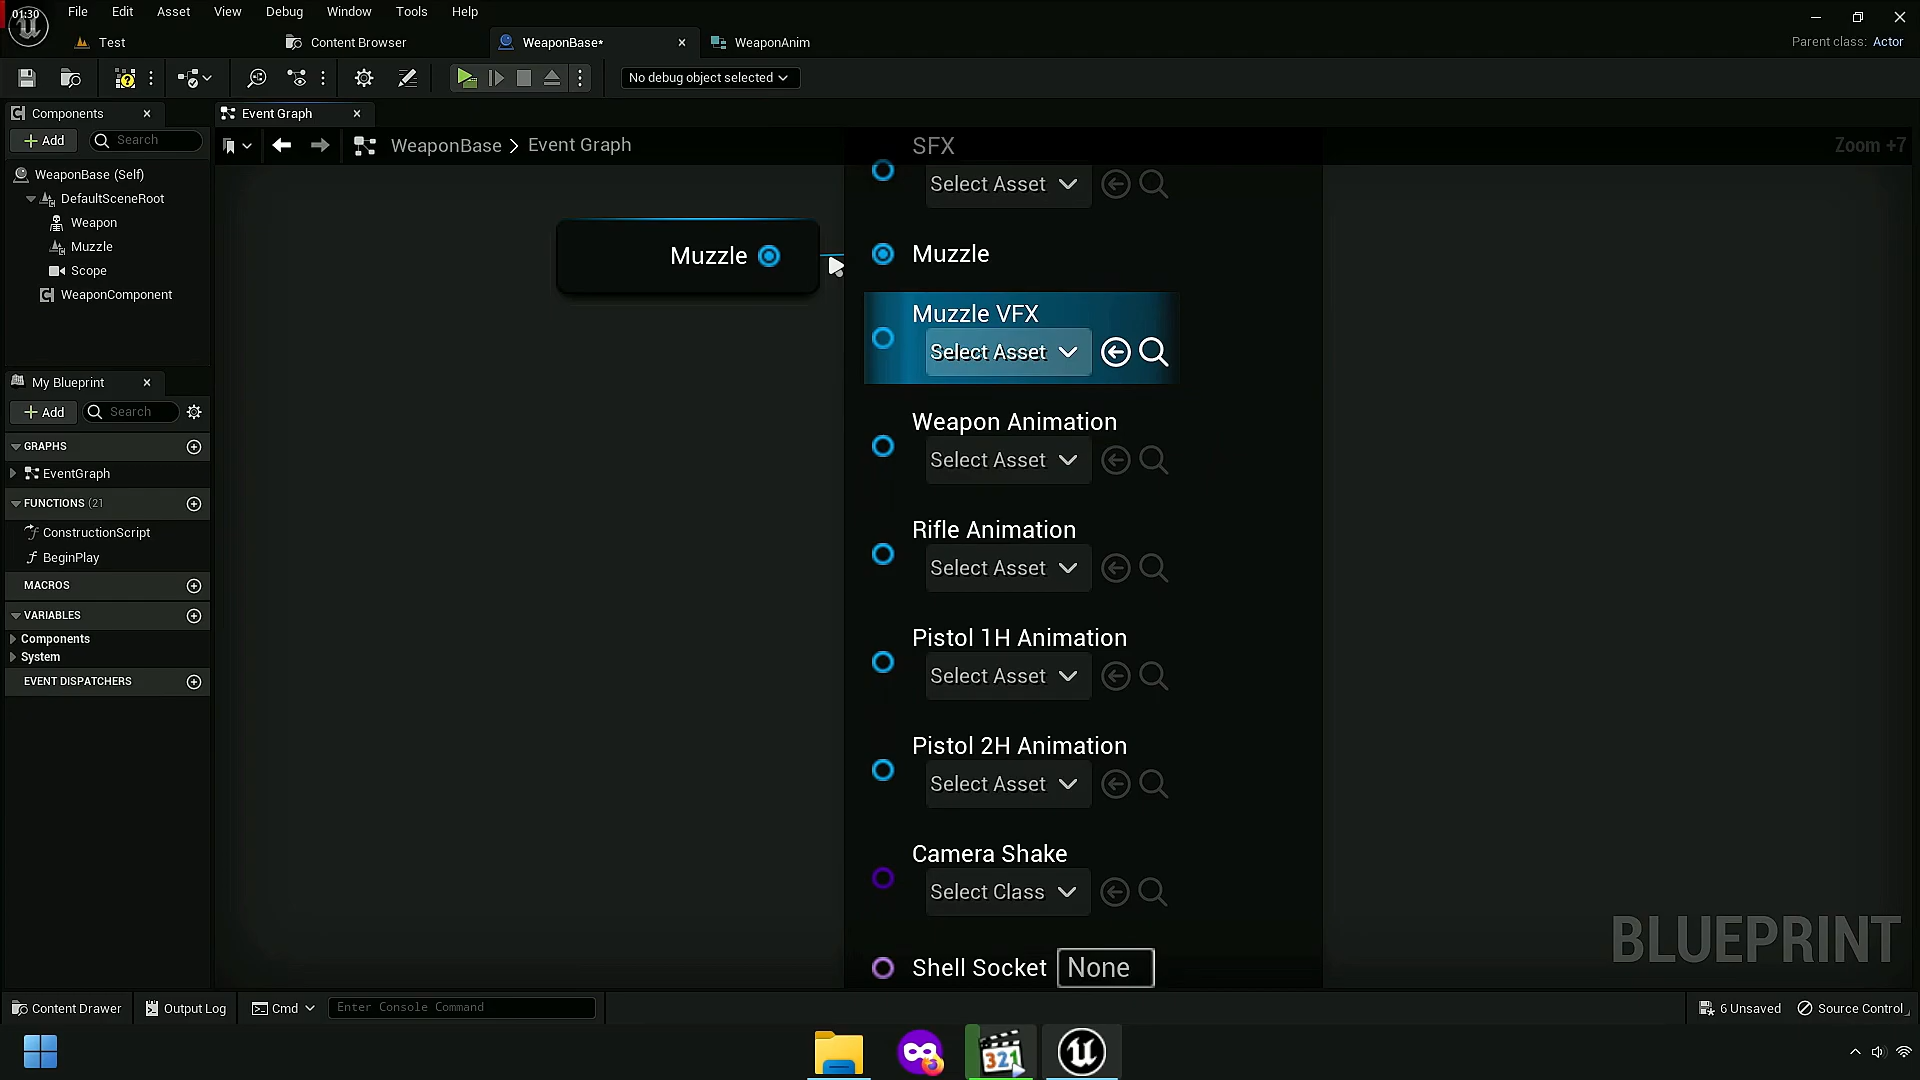 01:30
File Edit Asset View Debug Window Tools Help
Test
Content Browser
WeaponBase*
WeaponAnim
Parent class: Actor
No debug object selected
Components
Event Graph
Add
Search
WeaponBase > Event Graph
Zoom +7
WeaponBase (Self)
DefaultSceneRoot
Weapon
Muzzle
Scope
WeaponComponent
My Blueprint
Add
Search
GRAPHS
EventGraph
FUNCTIONS (21
ConstructionScript
BeginPlay
MACROS
VARIABLES
Components
System
EVENT DISPATCHERS
Muzzle
SFX
Select Asset
Muzzle
Muzzle VFX
Select Asset
Weapon Animation
Select Asset
Rifle Animation
Select Asset
Pistol 1H Animation
Select Asset
Pistol 2H Animation
Select Asset
Camera Shake
Select Class
Shell Socket None
BLUEPRINT
Content Drawer
Output Log
Cmd
Enter Console Command
6 Unsaved
Source Control
321